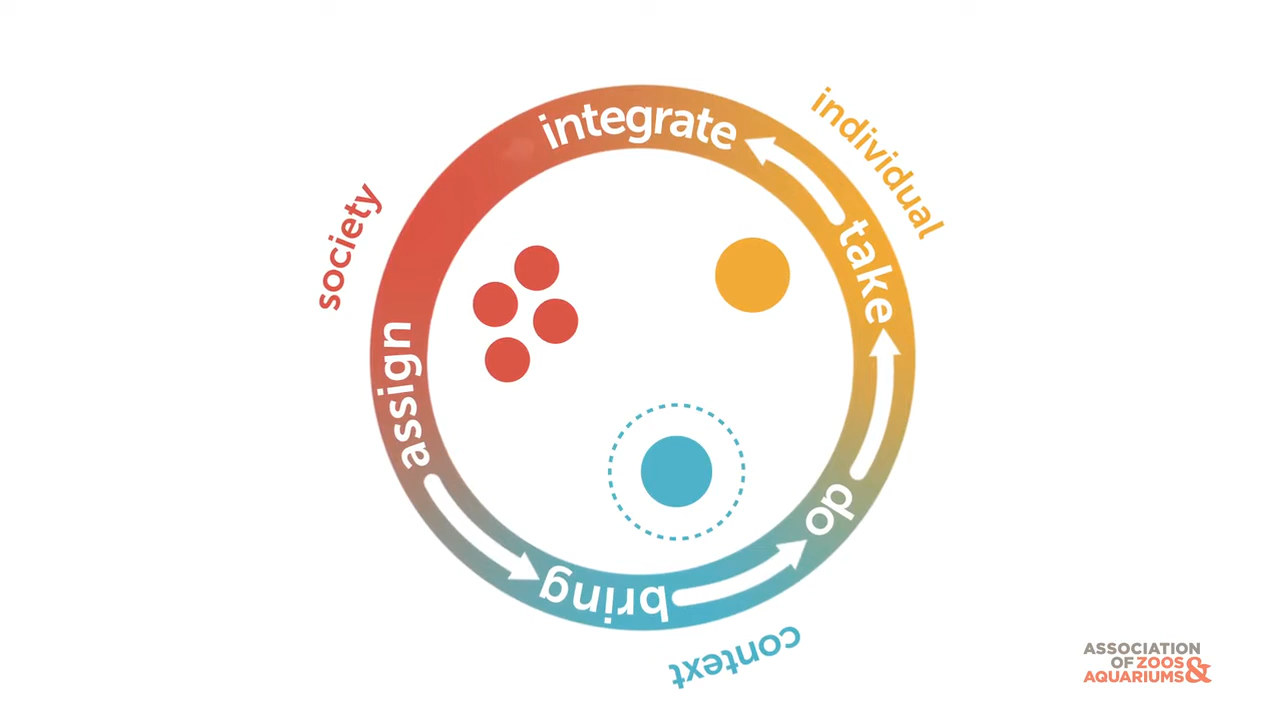 integrate
individual
take
society
assign
do
bring
context
ASSOCIATION
OF ZOOS
AQUARIUMS&